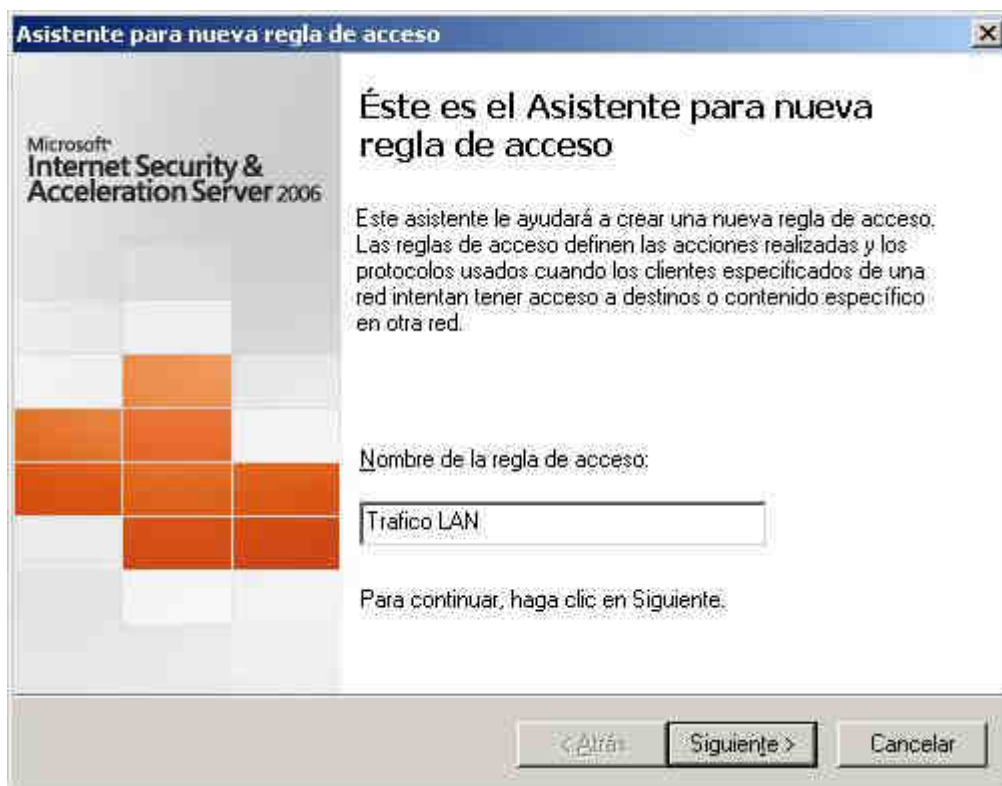 Asistente para nueva regla de acceso
Microsoft
Internet Security &
Acceleration Server 2006
Éste es el Asistente para nueva
regla de acceso
Este asistente le ayudará a crear una nueva regla de acceso.
Las reglas de acceso definen las acciones realizadas y los
protocolos usados cuando los clientes especificados de una
red intentan tener acceso a destinos o contenido específico
en otra red.
Nombre de la regla de acceso:
Trafico LAN
Para continuar, haga clic en Siguiente.
< Atrás
Siguiente >
Cancelar